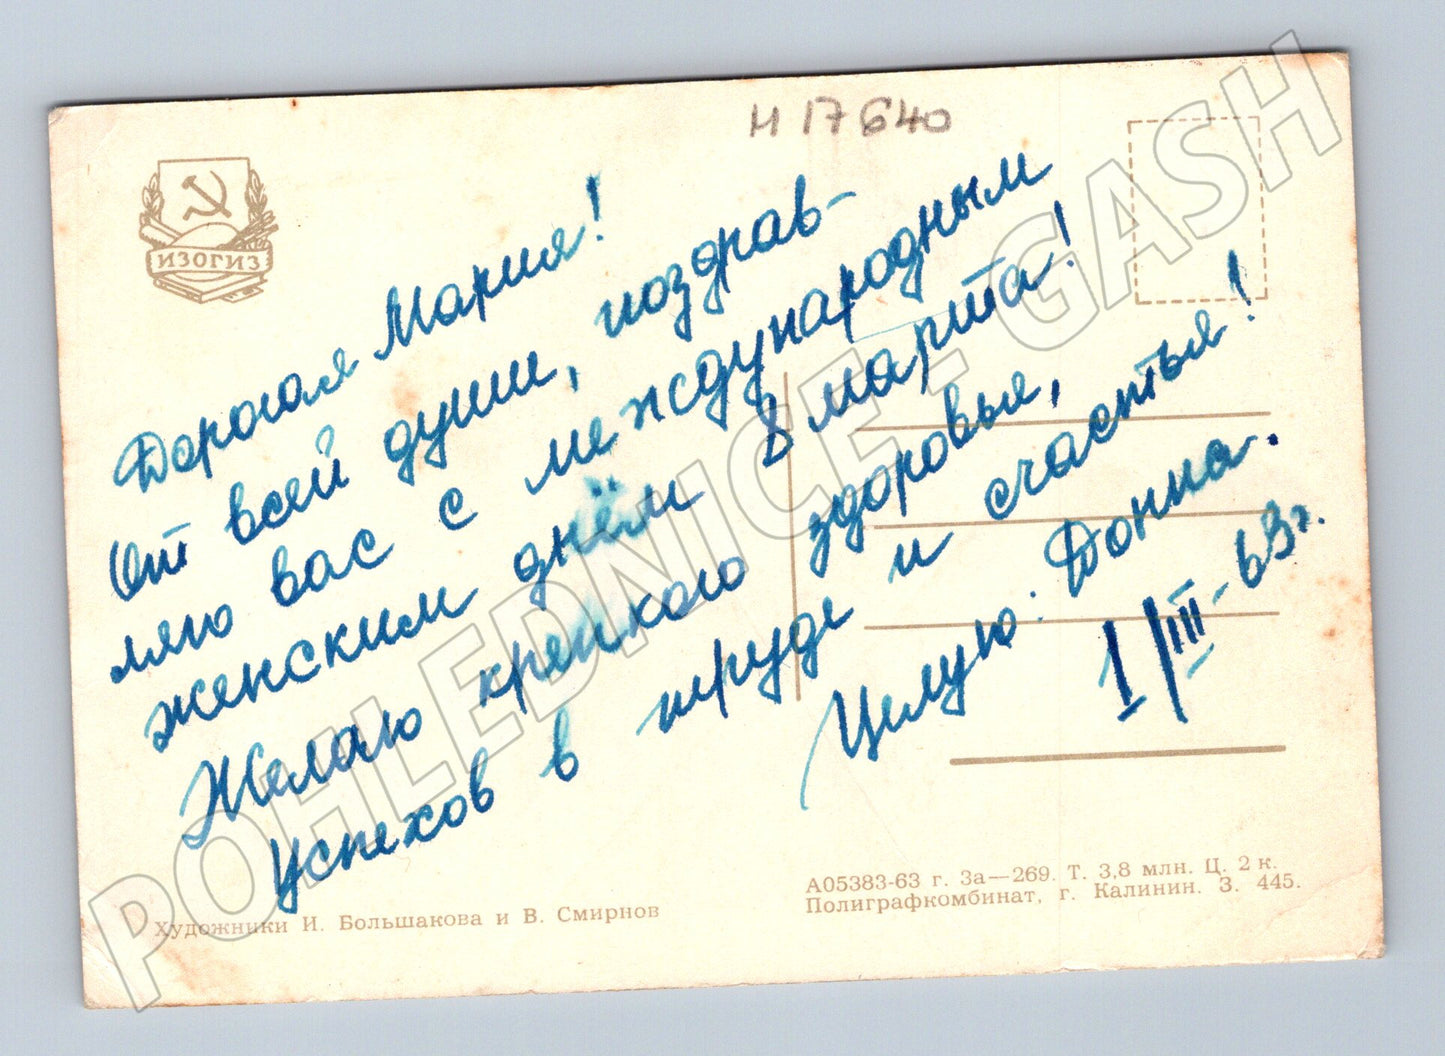 И 17640
ИЗОГИЗ
Дорогая Мария!
От всей души, поздрав-
ляю вас с международным
женским днём 8 марта!
Желаю крепкого здоровья,
Успехов в труде и счастья!
Целую: Донна.
1/III-63г.
Художники И. Большакова и В. Смирнов
А05383-63 г. За—269. Т. 3,8 млн. Ц. 2 к.
Полиграфкомбинат, г. Калинин. З. 445.
POHLEDNICE - GASH